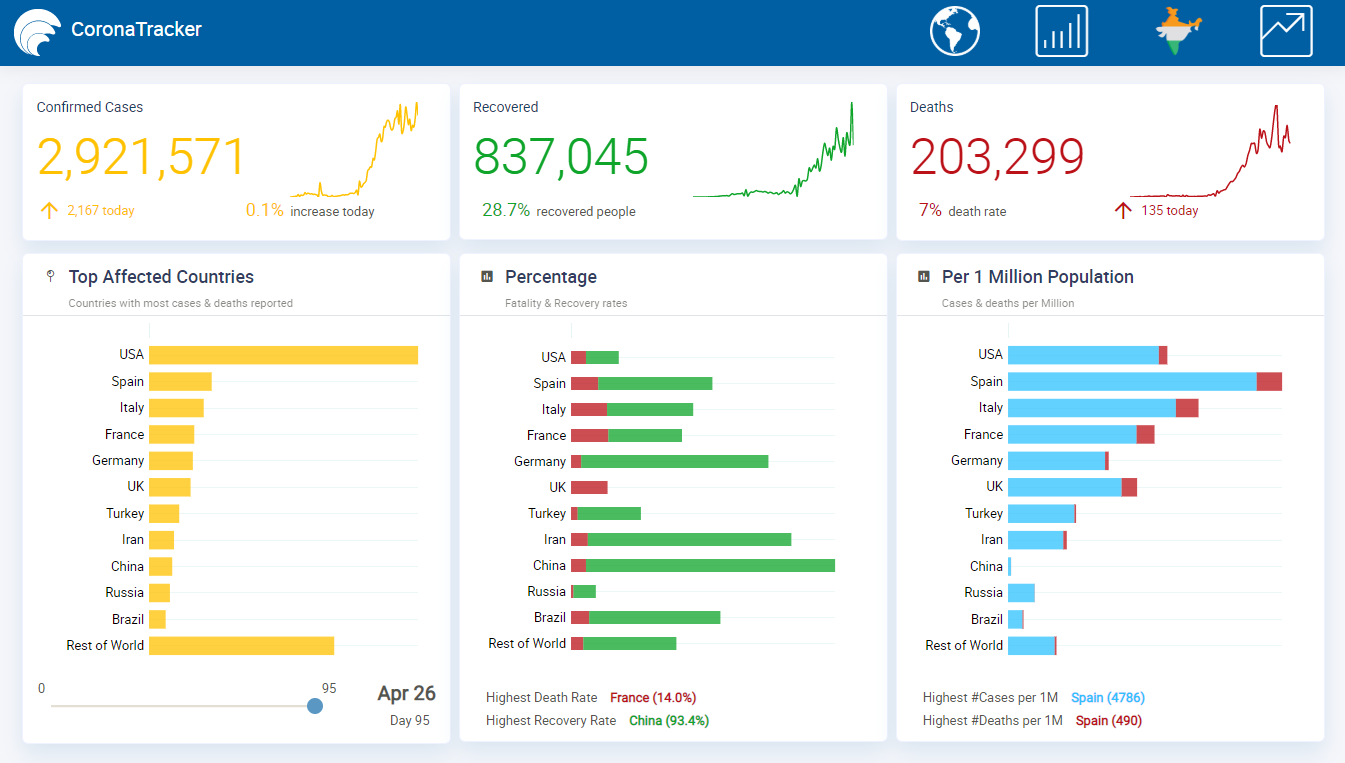 CoronaTracker
Confirmed Cases
2,921,571
2,167 today
0.1% increase today
Recovered
837,045
28.7% recovered people
Deaths
203,299
7% death rate
135 today
Top Affected Countries
Countries with most cases & deaths reported
USA
Spain
Italy
France
Germany
UK
Turkey
Iran
China
Russia
Brazil
Rest of World
0
95
Apr 26
Day 95
Percentage
Fatality & Recovery rates
USA
Spain
Italy
France
Germany
UK
Turkey
Iran
China
Russia
Brazil
Rest of World
Highest Death Rate France (14.0%)
Highest Recovery Rate China (93.4%)
Per 1 Million Population
Cases & deaths per Million
USA
Spain
Italy
France
Germany
UK
Turkey
Iran
China
Russia
Brazil
Rest of World
Highest #Cases per 1M Spain (4786)
Highest #Deaths per 1M Spain (490)